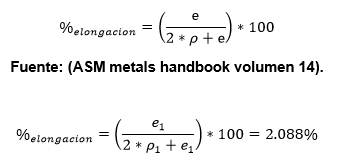 %elongacion = (e / 2 * ρ + e) * 100
Fuente: (ASM metals handbook volumen 14).
%elongacion = (e₁ / 2 * ρ₁ + e₁) * 100 = 2.088%